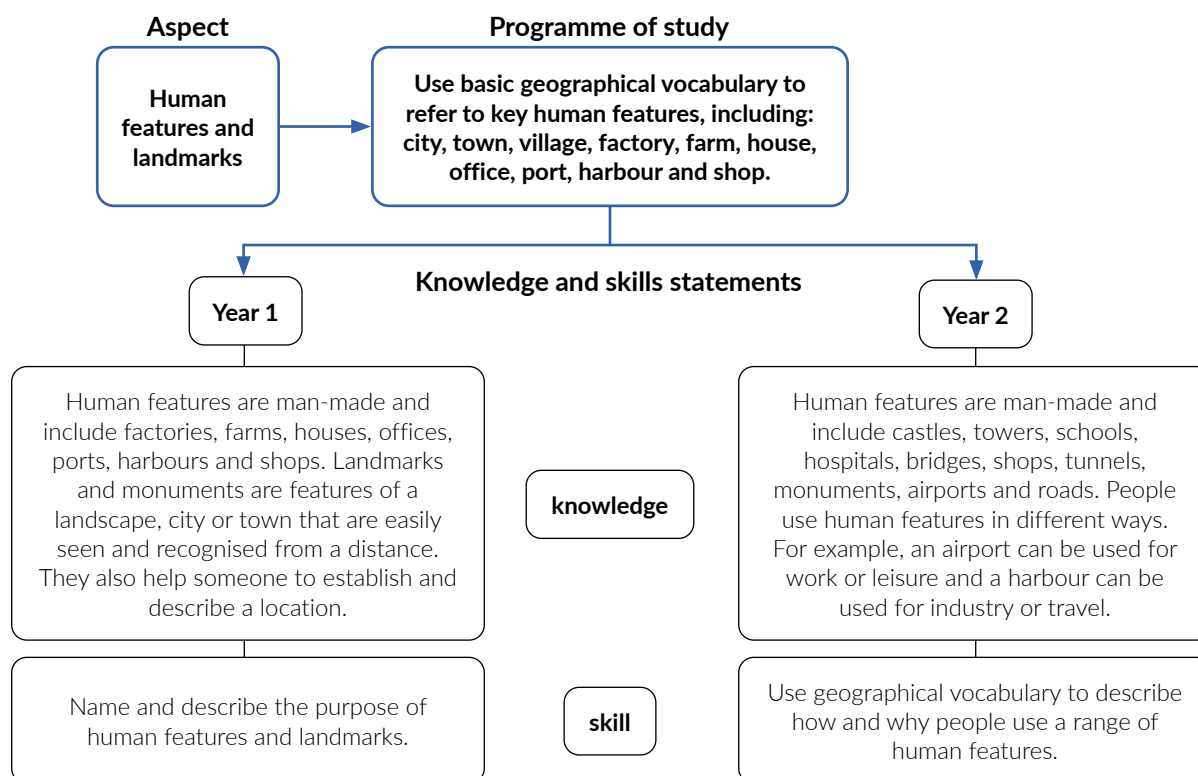 Aspect
Programme of study
Human
features and
landmarks
Use basic geographical vocabulary to
refer to key human features, including:
city, town, village, factory, farm, house,
office, port, harbour and shop.
Knowledge and skills statements
Year 1
Year 2
Human features are man-made and
include factories, farms, houses, offices,
ports, harbours and shops. Landmarks
and monuments are features of a
landscape, city or town that are easily
seen and recognised from a distance.
They also help someone to establish and
describe a location.
knowledge
Human features are man-made and
include castles, towers, schools,
hospitals, bridges, shops, tunnels,
monuments, airports and roads. People
use human features in different ways.
For example, an airport can be used for
work or leisure and a harbour can be
used for industry or travel.
Name and describe the purpose of
human features and landmarks.
skill
Use geographical vocabulary to describe
how and why people use a range of
human features.